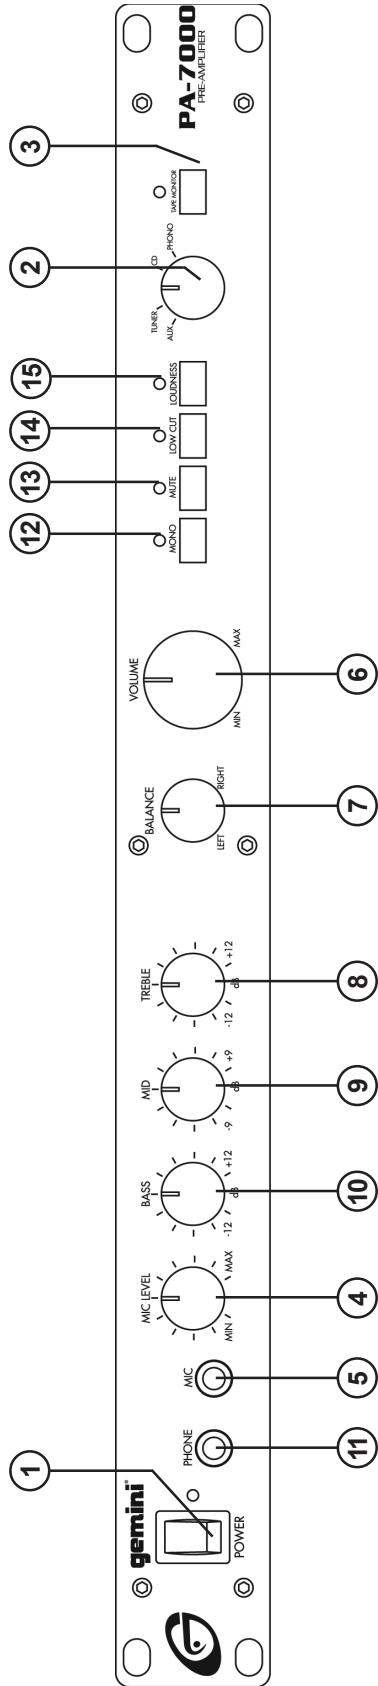 1
12
13
14
15
2
3
gemini®
POWER
PHONE
MIC
MIC LEVEL
MIN
MAX
BASS
-12
dB
+12
MID
-9
dB
+9
TREBLE
-12
dB
+12
BALANCE
LEFT
RIGHT
VOLUME
MIN
MAX
MONO
MUTE
LOW CUT
LOUDNESS
AUX
TUNER
CD
PHONO
TAPE MONITOR
PA-7000
PRE-AMPLIFIER
11
5
4
10
9
8
7
6